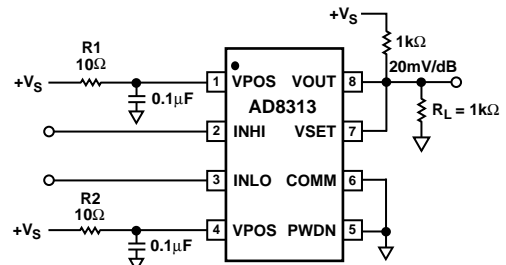 +VS
1kΩ
20mV/dB
RL = 1kΩ
R1
10Ω
+VS
0.1μF
1 VPOS VOUT 8
AD8313
2 INHI VSET 7
3 INLO COMM 6
4 VPOS PWDN 5
R2
10Ω
+VS
0.1μF